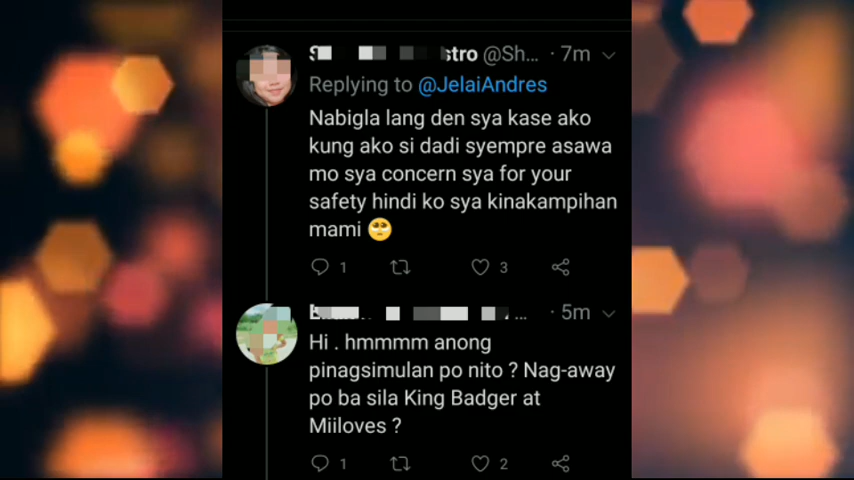 stro @Sh... · 7m
Replying to @JelaiAndres
Nabigla lang den sya kase ako
kung ako si dadi syempre asawa
mo sya concern sya for your
safety hindi ko sya kinakampihan
mami 🥺
1
3
... · 5m
Hi . hmmmm anong
pinagsimulan po nito ? Nag-away
po ba sila King Badger at
Miiloves ?
1
2